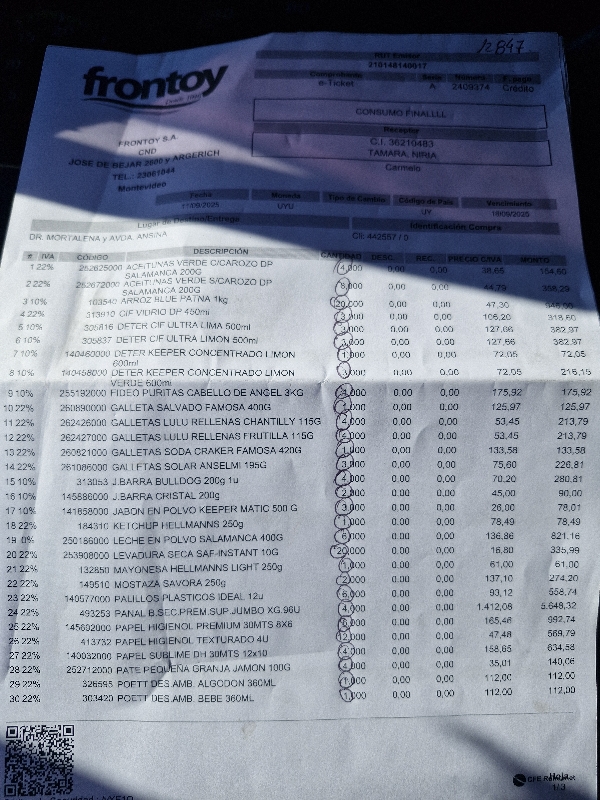 12847
frontoy
Desde 1960
RUT Emisor
210148140017
Comprobante Serie Número F. pago
e-Ticket A 2409374 Crédito
CONSUMO FINALLLL
Receptor
C.I. 36210483
TAMARA, NIRIA
Carmelo
FRONTOY S.A.
CND
JOSE DE BEJAR 2600 y ARGERICH
TEL.: 23061044
Montevideo
Fecha Moneda Tipo de Cambio Código de País Vencimiento
11/09/2025 UYU UY 18/09/2025
Lugar de Destino/Entrega Identificación Compra
DR. MORTALENA y AVDA. ANSINA Cli: 442557 / 0
# IVA CÓDIGO DESCRIPCIÓN CANTIDAD DESC. REC. PRECIO C/IVA MONTO
1 22% 252625000 ACEITUNAS VERDE C/CAROZO DP 4,000 0,00 0,00 38,65 154,60
SALAMANCA 200G
2 22% 252672000 ACEITUNAS VERDE S/CAROZO DP 8,000 0,00 0,00 44,79 358,29
SALAMANCA 200G
3 10% 103540 ARROZ BLUE PATNA 1kg 20,000 0,00 0,00 47,30 946,00
4 22% 313910 CIF VIDRIO DP 450ml 3,000 0,00 0,00 106,20 318,60
5 10% 305816 DETER CIF ULTRA LIMA 500ml 3,000 0,00 0,00 127,66 382,97
6 10% 305837 DETER CIF ULTRA LIMON 500ml 3,000 0,00 0,00 127,66 382,97
7 10% 140460000 DETER KEEPER CONCENTRADO LIMON 1,000 0,00 0,00 72,05 72,05
600ml
8 10% 140458000 DETER KEEPER CONCENTRADO LIMON 3,000 0,00 0,00 72,05 216,15
VERDE 600ml
9 10% 255192000 FIDEO PURITAS CABELLO DE ANGEL 3KG 1,000 0,00 0,00 175,92 175,92
10 22% 260890000 GALLETA SALVADO FAMOSA 400G 1,000 0,00 0,00 125,97 125,97
11 22% 262426000 GALLETAS LULU RELLENAS CHANTILLY 115G 4,000 0,00 0,00 53,45 213,79
12 22% 262427000 GALLETAS LULU RELLENAS FRUTILLA 115G 4,000 0,00 0,00 53,45 213,79
13 22% 260821000 GALLETAS SODA CRAKER FAMOSA 420G 1,000 0,00 0,00 133,58 133,58
14 22% 261086000 GALLETAS SOLAR ANSELMI 195G 3,000 0,00 0,00 75,60 226,81
15 10% 313053 J.BARRA BULLDOG 200g 1u 4,000 0,00 0,00 70,20 280,81
16 10% 145886000 J.BARRA CRISTAL 200g 2,000 0,00 0,00 45,00 90,00
17 10% 141858000 JABON EN POLVO KEEPER MATIC 500 G 3,000 0,00 0,00 26,00 78,01
18 22% 184310 KETCHUP HELLMANNS 250g 1,000 0,00 0,00 78,49 78,49
19 0% 250186000 LECHE EN POLVO SALAMANCA 400G 6,000 0,00 0,00 136,86 821,16
20 22% 253908000 LEVADURA SECA SAF-INSTANT 10G 20,000 0,00 0,00 16,80 335,99
21 22% 132850 MAYONESA HELLMANNS LIGHT 250g 1,000 0,00 0,00 61,00 61,00
22 22% 149510 MOSTAZA SAVORA 250g 2,000 0,00 0,00 137,10 274,20
23 22% 140577000 PALILLOS PLASTICOS IDEAL 12u 6,000 0,00 0,00 93,12 558,74
24 22% 493253 PANAL B.SEC.PREM.SUP.JUMBO XG.96U 4,000 0,00 0,00 1.412,08 5.648,32
25 22% 145602000 PAPEL HIGIENOL PREMIUM 30MTS 8X6 6,000 0,00 0,00 165,46 992,74
26 22% 413732 PAPEL HIGIENOL TEXTURADO 4U 12,000 0,00 0,00 47,48 569,79
27 22% 140032000 PAPEL SUBLIME DH 30MTS 12x10 4,000 0,00 0,00 158,65 634,58
28 22% 252712000 PATE PEQUEÑA GRANJA JAMON 100G 4,000 0,00 0,00 35,01 140,06
29 22% 326595 POETT DES.AMB. ALGODON 360ML 1,000 0,00 0,00 112,00 112,00
30 22% 303420 POETT DES.AMB. BEBE 360ML 1,000 0,00 0,00 112,00 112,00
Hoja
1/3